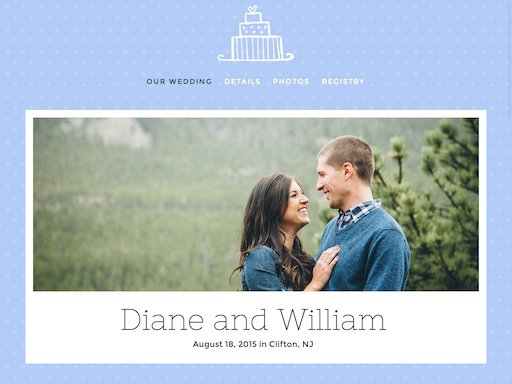 OUR WEDDING DETAILS PHOTOS REGISTRY
Diane and William
August 18, 2015 in Clifton, NJ